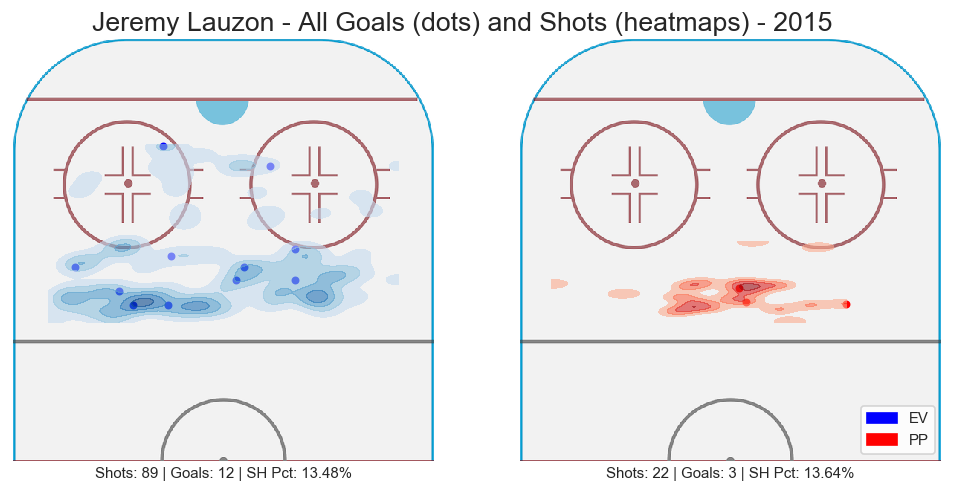 Jeremy Lauzon - All Goals (dots) and Shots (heatmaps) - 2015
EV
PP
Shots: 89 | Goals: 12 | SH Pct: 13.48%
Shots: 22 | Goals: 3 | SH Pct: 13.64%